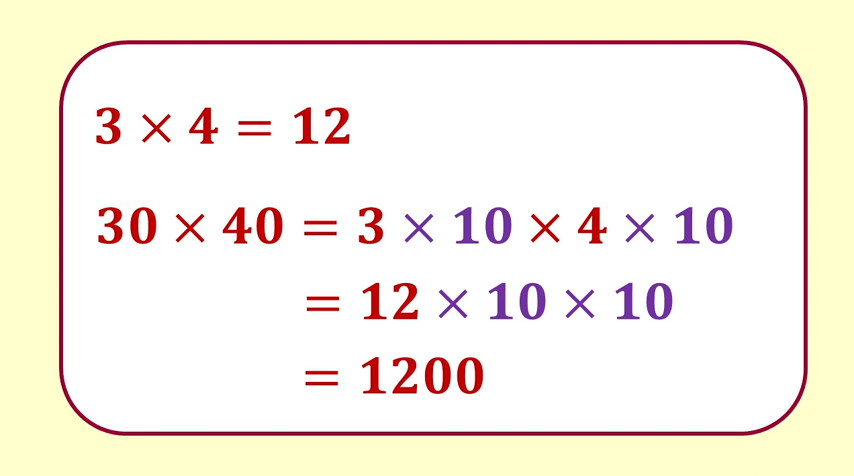 3 × 4 = 12
30 × 40 = 3 × 10 × 4 × 10
= 12 × 10 × 10
= 1200